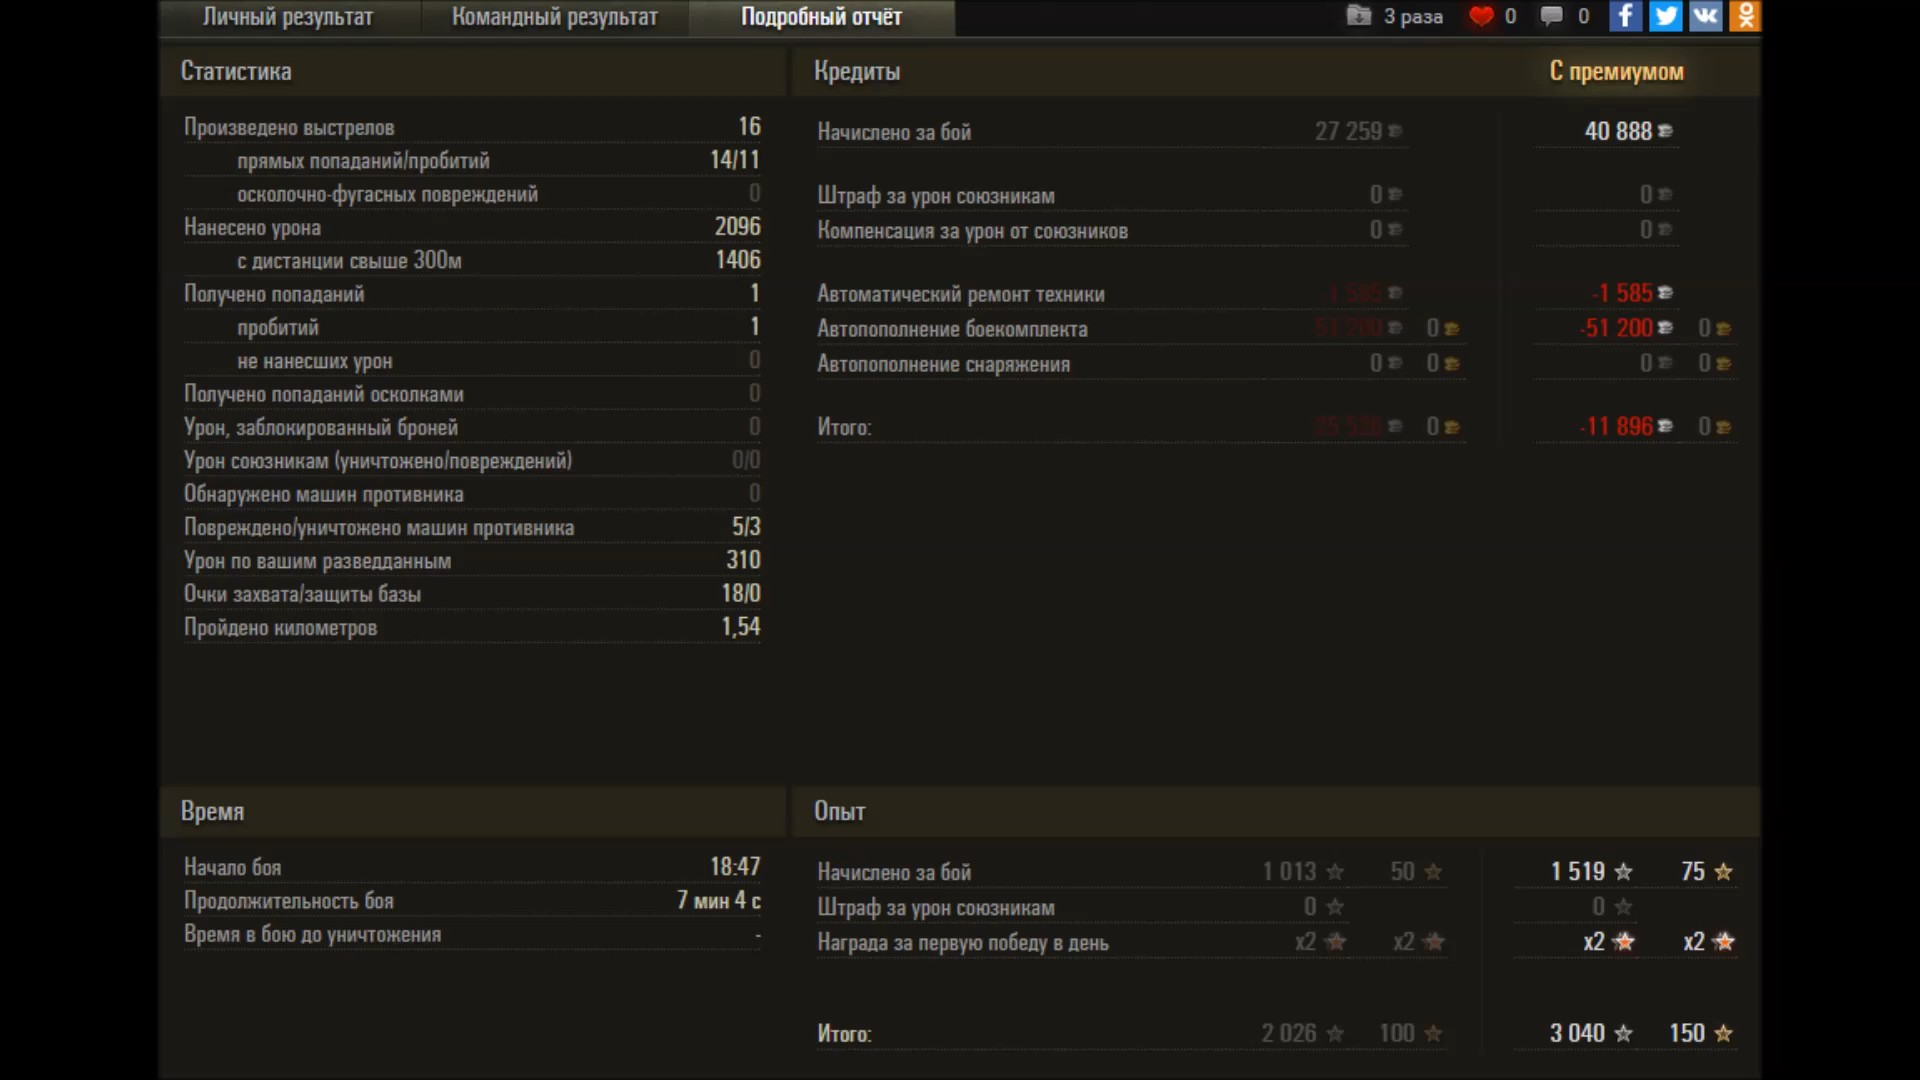 Личный результат Командный результат Подробный отчёт 3 раза 0 0
Статистика
Произведено выстрелов 16
прямых попаданий/пробитий 14/11
осколочно-фугасных повреждений 0
Нанесено урона 2096
с дистанции свыше 300м 1406
Получено попаданий 1
пробитий 1
не нанесших урон 0
Получено попаданий осколками 0
Урон, заблокированный броней 0
Урон союзникам (уничтожено/повреждений) 0/0
Обнаружено машин противника 0
Повреждено/уничтожено машин противника 5/3
Урон по вашим разведданным 310
Очки захвата/защиты базы 18/0
Пройдено километров 1,54
Кредиты С премиумом
Начислено за бой 27 259 40 888
Штраф за урон союзникам 0 0
Компенсация за урон от союзников 0 0
Автоматический ремонт техники 1 585 -1 585
Автопополнение боекомплекта 51 200 0 -51 200 0
Автопополнение снаряжения 0 0 0 0
Итого: 0 -11 896 0
Время
Начало боя 18:47
Продолжительность боя 7 мин 4 с
Время в бою до уничтожения -
Опыт
Начислено за бой 1 013 50 1 519 75
Штраф за урон союзникам 0 0
Награда за первую победу в день x2 x2 x2 x2
Итого: 2 026 100 3 040 150